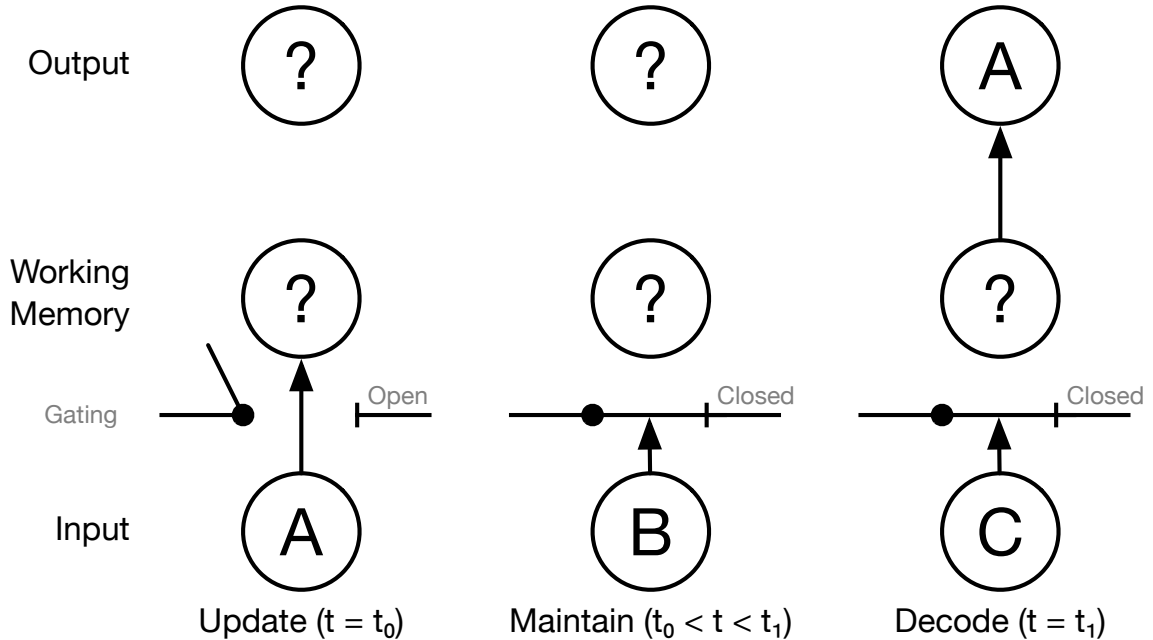 Output ? ? A
Working
Memory ? ? ?
Gating Open Closed Closed
Input A B C
Update (t = t₀) Maintain (t₀ < t < t₁) Decode (t = t₁)